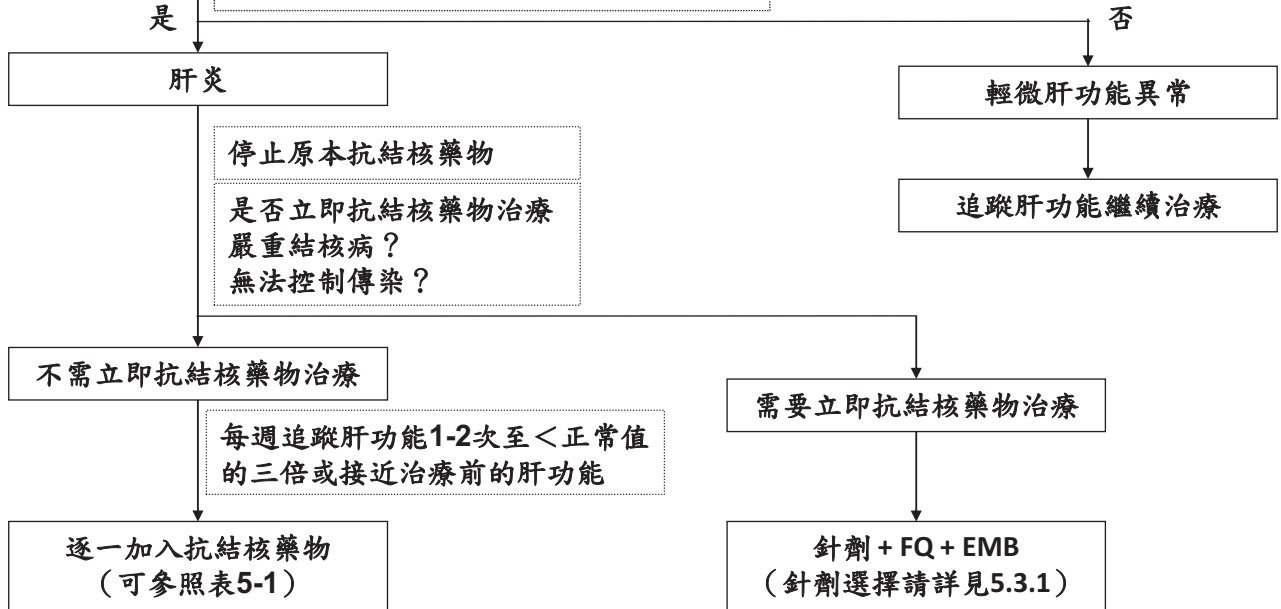 是
否
肝炎
輕微肝功能異常
停止原本抗結核藥物
是否立即抗結核藥物治療
嚴重結核病？
無法控制傳染？
追蹤肝功能繼續治療
不需立即抗結核藥物治療
需要立即抗結核藥物治療
每週追蹤肝功能1-2次至＜正常值
的三倍或接近治療前的肝功能
逐一加入抗結核藥物
（可參照表5-1）
針劑 + FQ + EMB
（針劑選擇請詳見5.3.1）